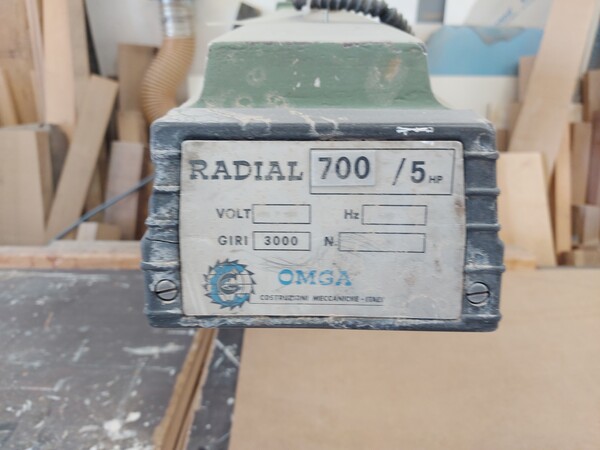 RADIAL 700 /5 HP
VOLT Hz
GIRI 3000 N.
OMGA
COSTRUZIONI MECCANICHE - ITALY